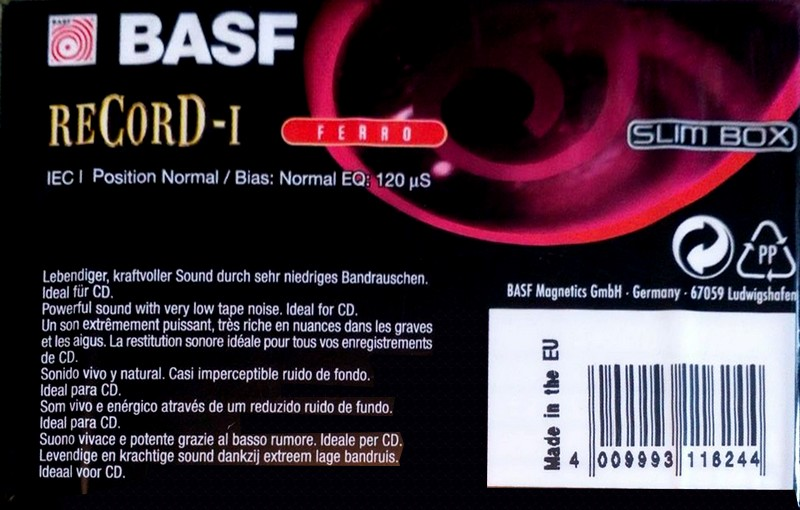 BASF BASF
RECORD-I
FERRO
SLIM BOX
IEC I Position Normal / Bias: Normal EQ: 120 µS
PP
BASF Magnetics GmbH · Germany · 67059 Ludwigshafen
Lebendiger, kraftvoller Sound durch sehr niedriges Bandrauschen.
Ideal für CD.
Powerful sound with very low tape noise. Ideal for CD.
Un son extrêmement puissant, très riche en nuances dans les graves
et les aigus. La restitution sonore idéale pour tous vos enregistrements
de CD.
Sonido vivo y natural. Casi imperceptible ruido de fondo.
Ideal para CD.
Som vivo e enérgico através de um reduzido ruido de fundo.
Ideal para CD.
Suono vivace e potente grazie al basso rumore. Ideale per CD.
Levendige en krachtige sound dankzij extreem lage bandruis.
Ideaal voor CD.
Made in the EU
4 009993 116244